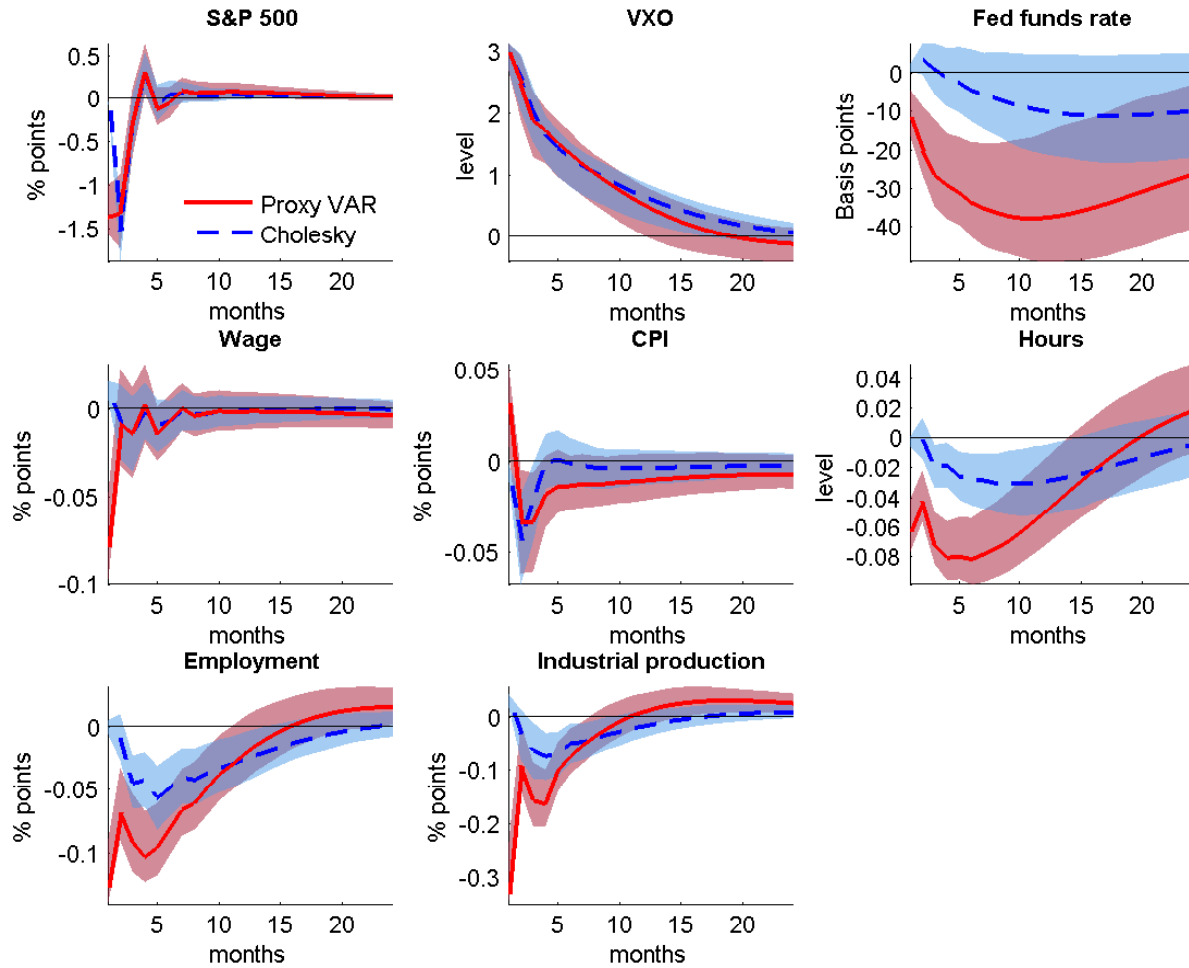 S&P 500
0.5
0
-0.5
-1
-1.5
% points
Proxy VAR
Cholesky
5 10 15 20
months
VXO
3
2
1
0
level
5 10 15 20
months
Fed funds rate
0
-10
-20
-30
-40
Basis points
5 10 15 20
months
Wage
0
-0.05
-0.1
% points
5 10 15 20
months
CPI
0.05
0
-0.05
% points
5 10 15 20
months
Hours
0.04
0.02
0
-0.02
-0.04
-0.06
-0.08
level
5 10 15 20
months
Employment
0
-0.05
-0.1
% points
5 10 15 20
months
Industrial production
0
-0.1
-0.2
-0.3
% points
5 10 15 20
months